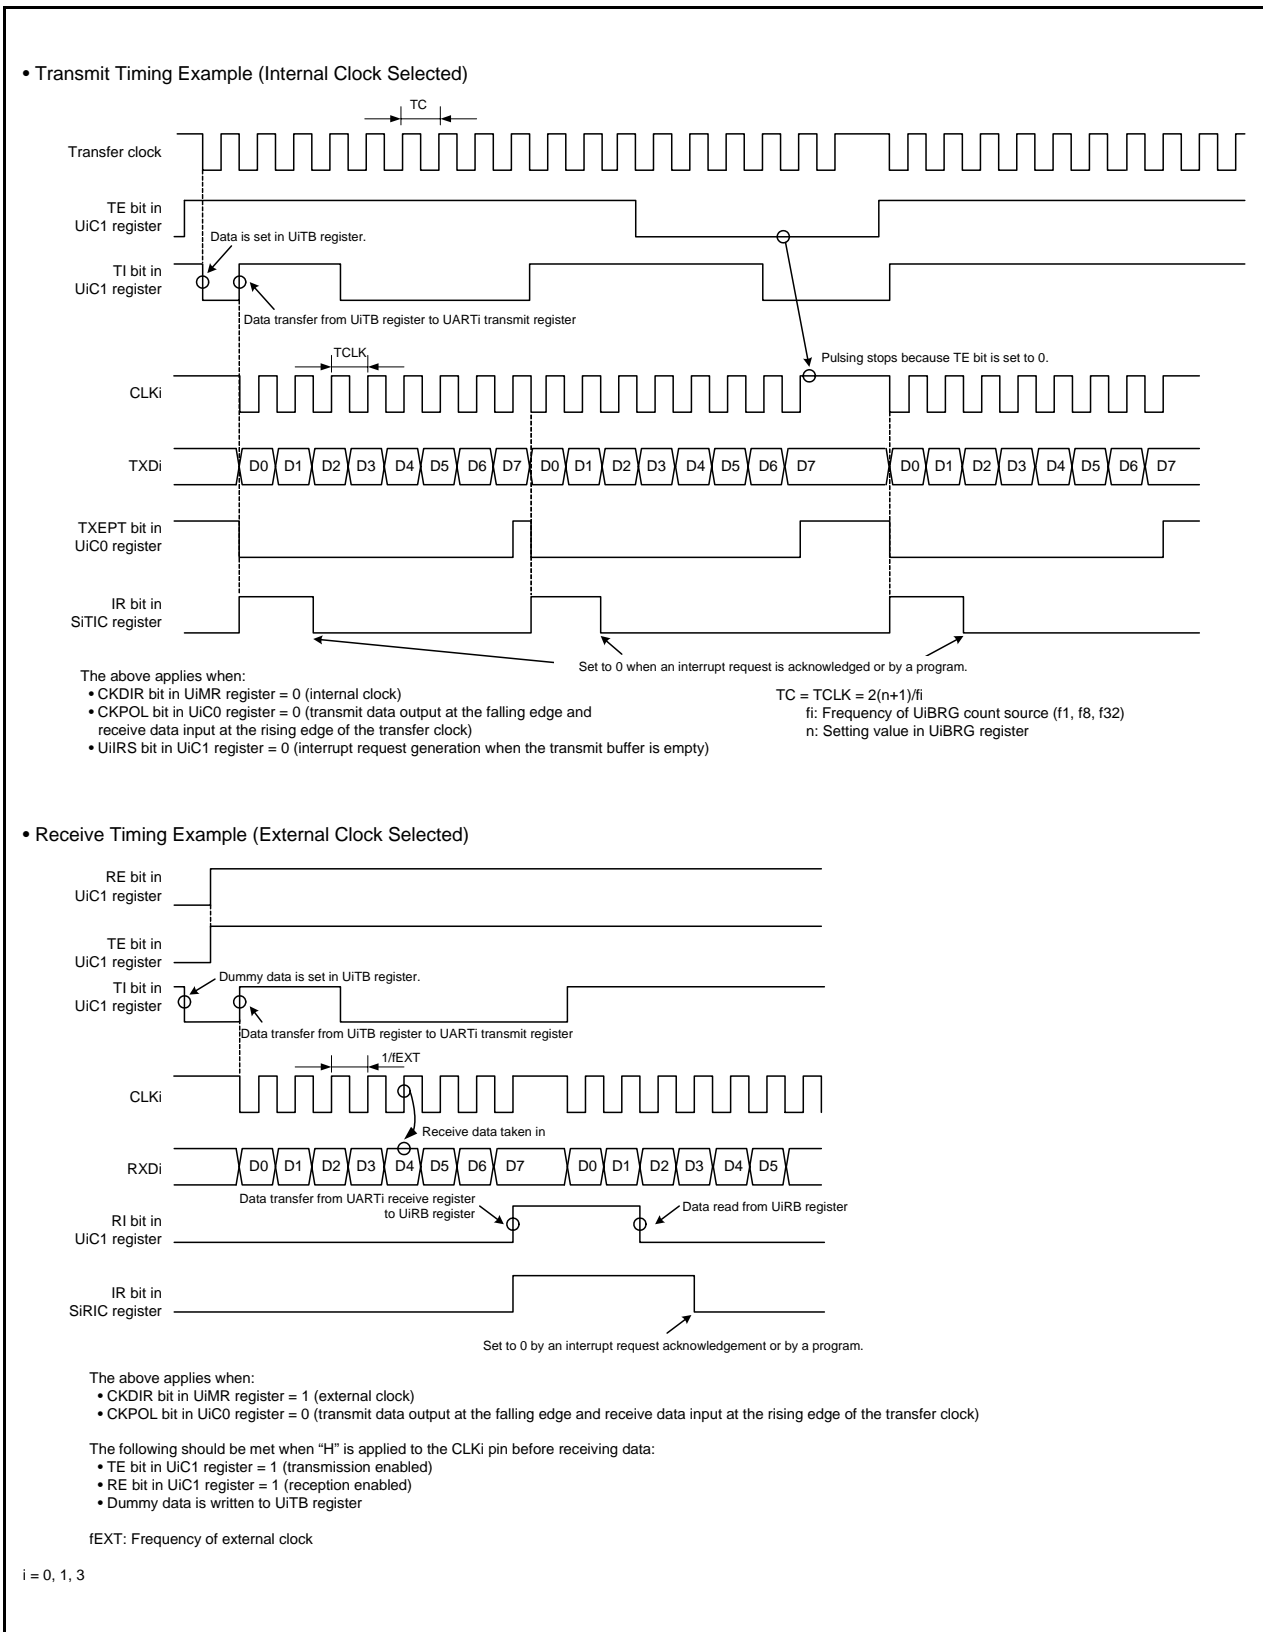 • Transmit Timing Example (Internal Clock Selected)
TC
Transfer clock
TE bit in
UiC1 register
Data is set in UiTB register.
TI bit in
UiC1 register
Data transfer from UiTB register to UARTi transmit register
TCLK
Pulsing stops because TE bit is set to 0.
CLKi
TXDi
D0 D1 D2 D3 D4 D5 D6 D7 D0 D1 D2 D3 D4 D5 D6 D7 D0 D1 D2 D3 D4 D5 D6 D7
TXEPT bit in
UiC0 register
IR bit in
SiTIC register
Set to 0 when an interrupt request is acknowledged or by a program.
The above applies when:
• CKDIR bit in UiMR register = 0 (internal clock)
• CKPOL bit in UiC0 register = 0 (transmit data output at the falling edge and
receive data input at the rising edge of the transfer clock)
• UiIRS bit in UiC1 register = 0 (interrupt request generation when the transmit buffer is empty)
TC = TCLK = 2(n+1)/fi
fi: Frequency of UiBRG count source (f1, f8, f32)
n: Setting value in UiBRG register
• Receive Timing Example (External Clock Selected)
RE bit in
UiC1 register
TE bit in
UiC1 register
Dummy data is set in UiTB register.
TI bit in
UiC1 register
Data transfer from UiTB register to UARTi transmit register
1/fEXT
CLKi
Receive data taken in
RXDi
D0 D1 D2 D3 D4 D5 D6 D7 D0 D1 D2 D3 D4 D5
Data transfer from UARTi receive register
to UiRB register
Data read from UiRB register
RI bit in
UiC1 register
IR bit in
SiRIC register
Set to 0 by an interrupt request acknowledgement or by a program.
The above applies when:
• CKDIR bit in UiMR register = 1 (external clock)
• CKPOL bit in UiC0 register = 0 (transmit data output at the falling edge and receive data input at the rising edge of the transfer clock)
The following should be met when “H” is applied to the CLKi pin before receiving data:
• TE bit in UiC1 register = 1 (transmission enabled)
• RE bit in UiC1 register = 1 (reception enabled)
• Dummy data is written to UiTB register
fEXT: Frequency of external clock
i = 0, 1, 3